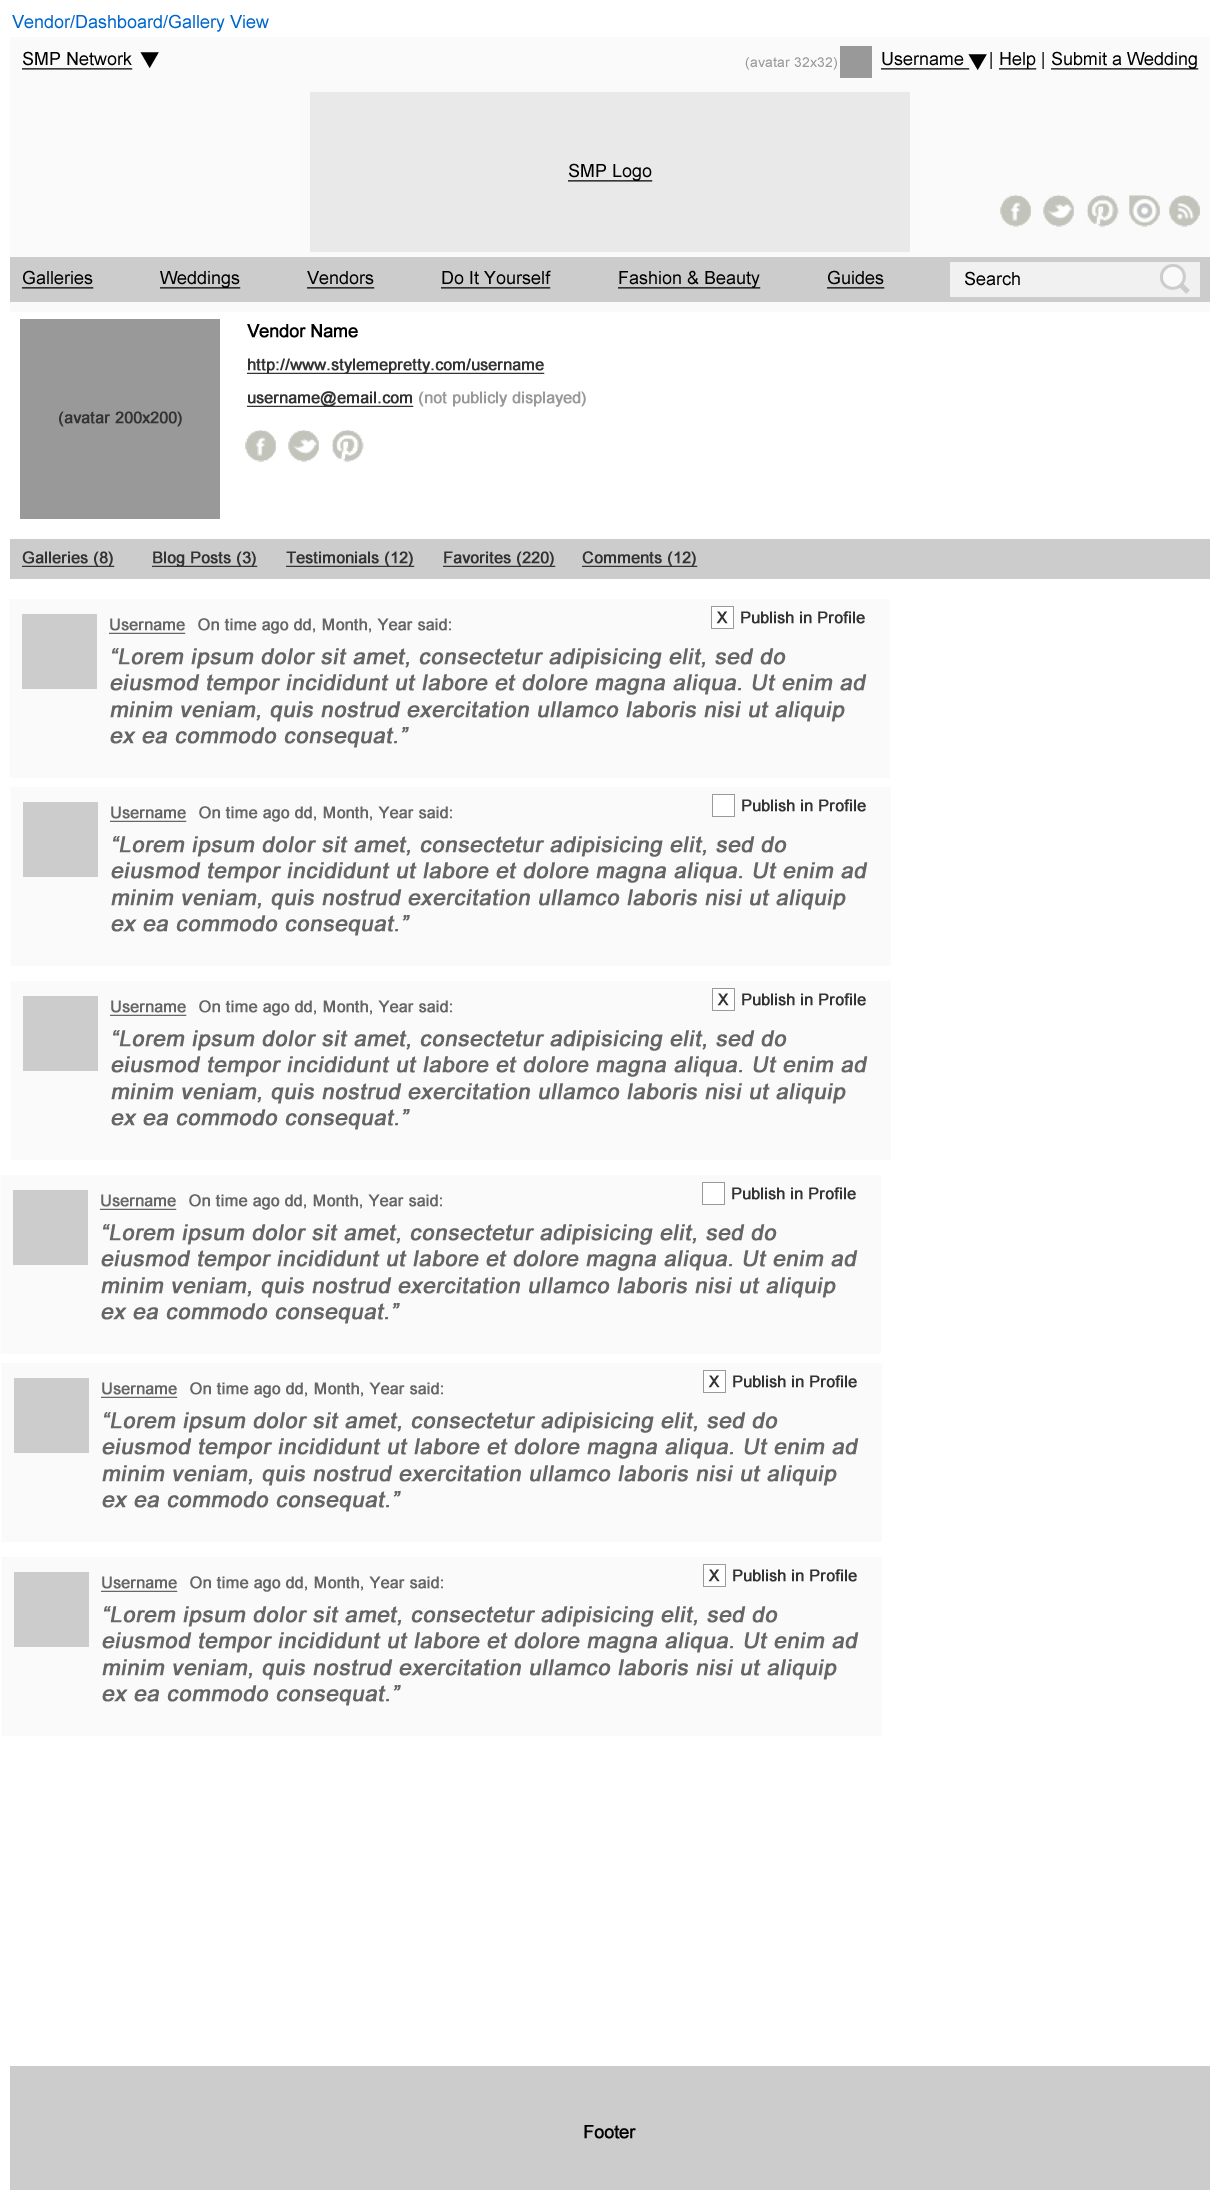 Vendor/Dashboard/Gallery View
SMP Network
(avatar 32x32) Username | Help | Submit a Wedding
SMP Logo
Galleries Weddings Vendors Do It Yourself Fashion & Beauty Guides Search
(avatar 200x200)
Vendor Name
http://www.stylemepretty.com/username
username@email.com (not publicly displayed)
Galleries (8) Blog Posts (3) Testimonials (12) Favorites (220) Comments (12)
Username On time ago dd, Month, Year said:
X Publish in Profile
“Lorem ipsum dolor sit amet, consectetur adipisicing elit, sed do
eiusmod tempor incididunt ut labore et dolore magna aliqua. Ut enim ad
minim veniam, quis nostrud exercitation ullamco laboris nisi ut aliquip
ex ea commodo consequat.”
Username On time ago dd, Month, Year said:
Publish in Profile
“Lorem ipsum dolor sit amet, consectetur adipisicing elit, sed do
eiusmod tempor incididunt ut labore et dolore magna aliqua. Ut enim ad
minim veniam, quis nostrud exercitation ullamco laboris nisi ut aliquip
ex ea commodo consequat.”
Username On time ago dd, Month, Year said:
X Publish in Profile
“Lorem ipsum dolor sit amet, consectetur adipisicing elit, sed do
eiusmod tempor incididunt ut labore et dolore magna aliqua. Ut enim ad
minim veniam, quis nostrud exercitation ullamco laboris nisi ut aliquip
ex ea commodo consequat.”
Username On time ago dd, Month, Year said:
Publish in Profile
“Lorem ipsum dolor sit amet, consectetur adipisicing elit, sed do
eiusmod tempor incididunt ut labore et dolore magna aliqua. Ut enim ad
minim veniam, quis nostrud exercitation ullamco laboris nisi ut aliquip
ex ea commodo consequat.”
Username On time ago dd, Month, Year said:
X Publish in Profile
“Lorem ipsum dolor sit amet, consectetur adipisicing elit, sed do
eiusmod tempor incididunt ut labore et dolore magna aliqua. Ut enim ad
minim veniam, quis nostrud exercitation ullamco laboris nisi ut aliquip
ex ea commodo consequat.”
Username On time ago dd, Month, Year said:
X Publish in Profile
“Lorem ipsum dolor sit amet, consectetur adipisicing elit, sed do
eiusmod tempor incididunt ut labore et dolore magna aliqua. Ut enim ad
minim veniam, quis nostrud exercitation ullamco laboris nisi ut aliquip
ex ea commodo consequat.”
Footer